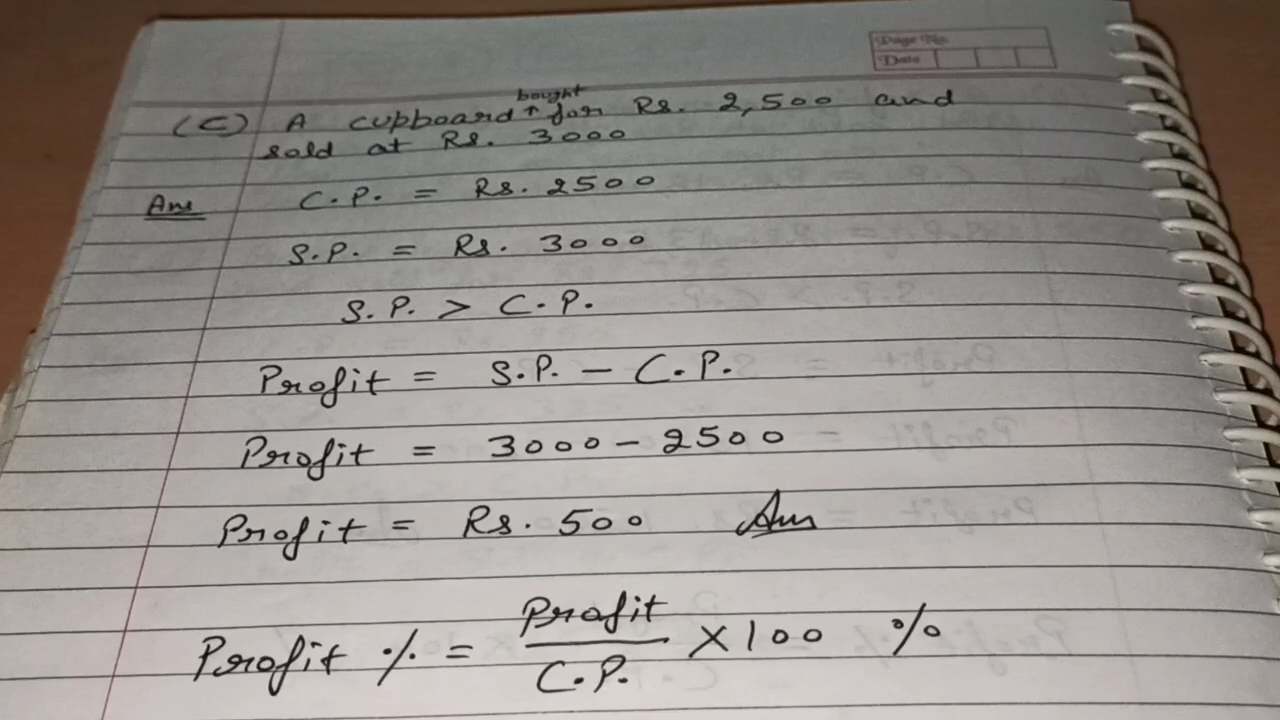 Page No.
Date
bought
(C) A cupboard ↑ for Rs. 2,500 and
sold at Rs. 3000
Ans C.P. = Rs. 2500
S.P. = Rs. 3000
S.P. > C.P.
Profit = S.P. - C.P.
Profit = 3000 - 2500
Profit = Rs. 500 Ans
Profit % = Profit / C.P. × 100 %